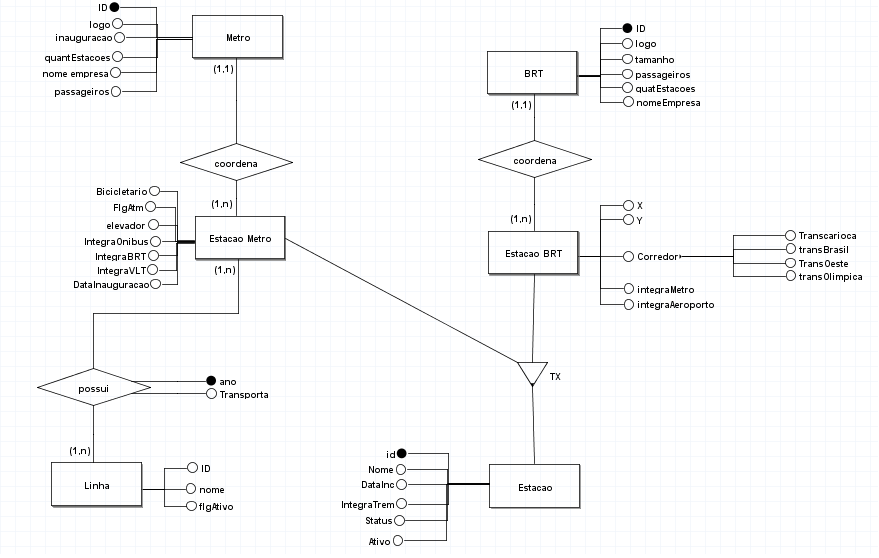 ID
logo
inauguracao
quantEstacoes
nome empresa
passageiros
Metro
(1,1)
coordena
(1,n)
Bicicletario
FlgAtm
elevador
IntegraOnibus
IntegraBRT
IntegraVLT
DataInauguracao
Estacao Metro
(1,n)
possui
ano
Transporta
(1,n)
Linha
ID
nome
flgAtivo
BRT
ID
logo
tamanho
passageiros
quatEstacoes
nomeEmpresa
(1,1)
coordena
(1,n)
Estacao BRT
X
Y
Corredor
integraMetro
integraAeroporto
Transcarioca
transBrasil
TransOeste
transOlimpica
TX
id
Nome
DataInc
IntegraTrem
Status
Ativo
Estacao